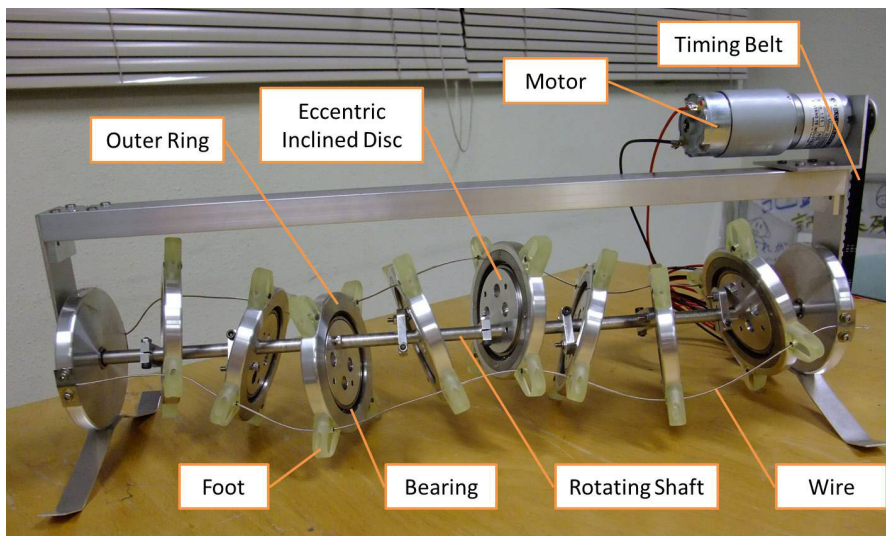 Timing Belt
Motor
Eccentric
Inclined Disc
Outer Ring
Foot
Bearing
Rotating Shaft
Wire